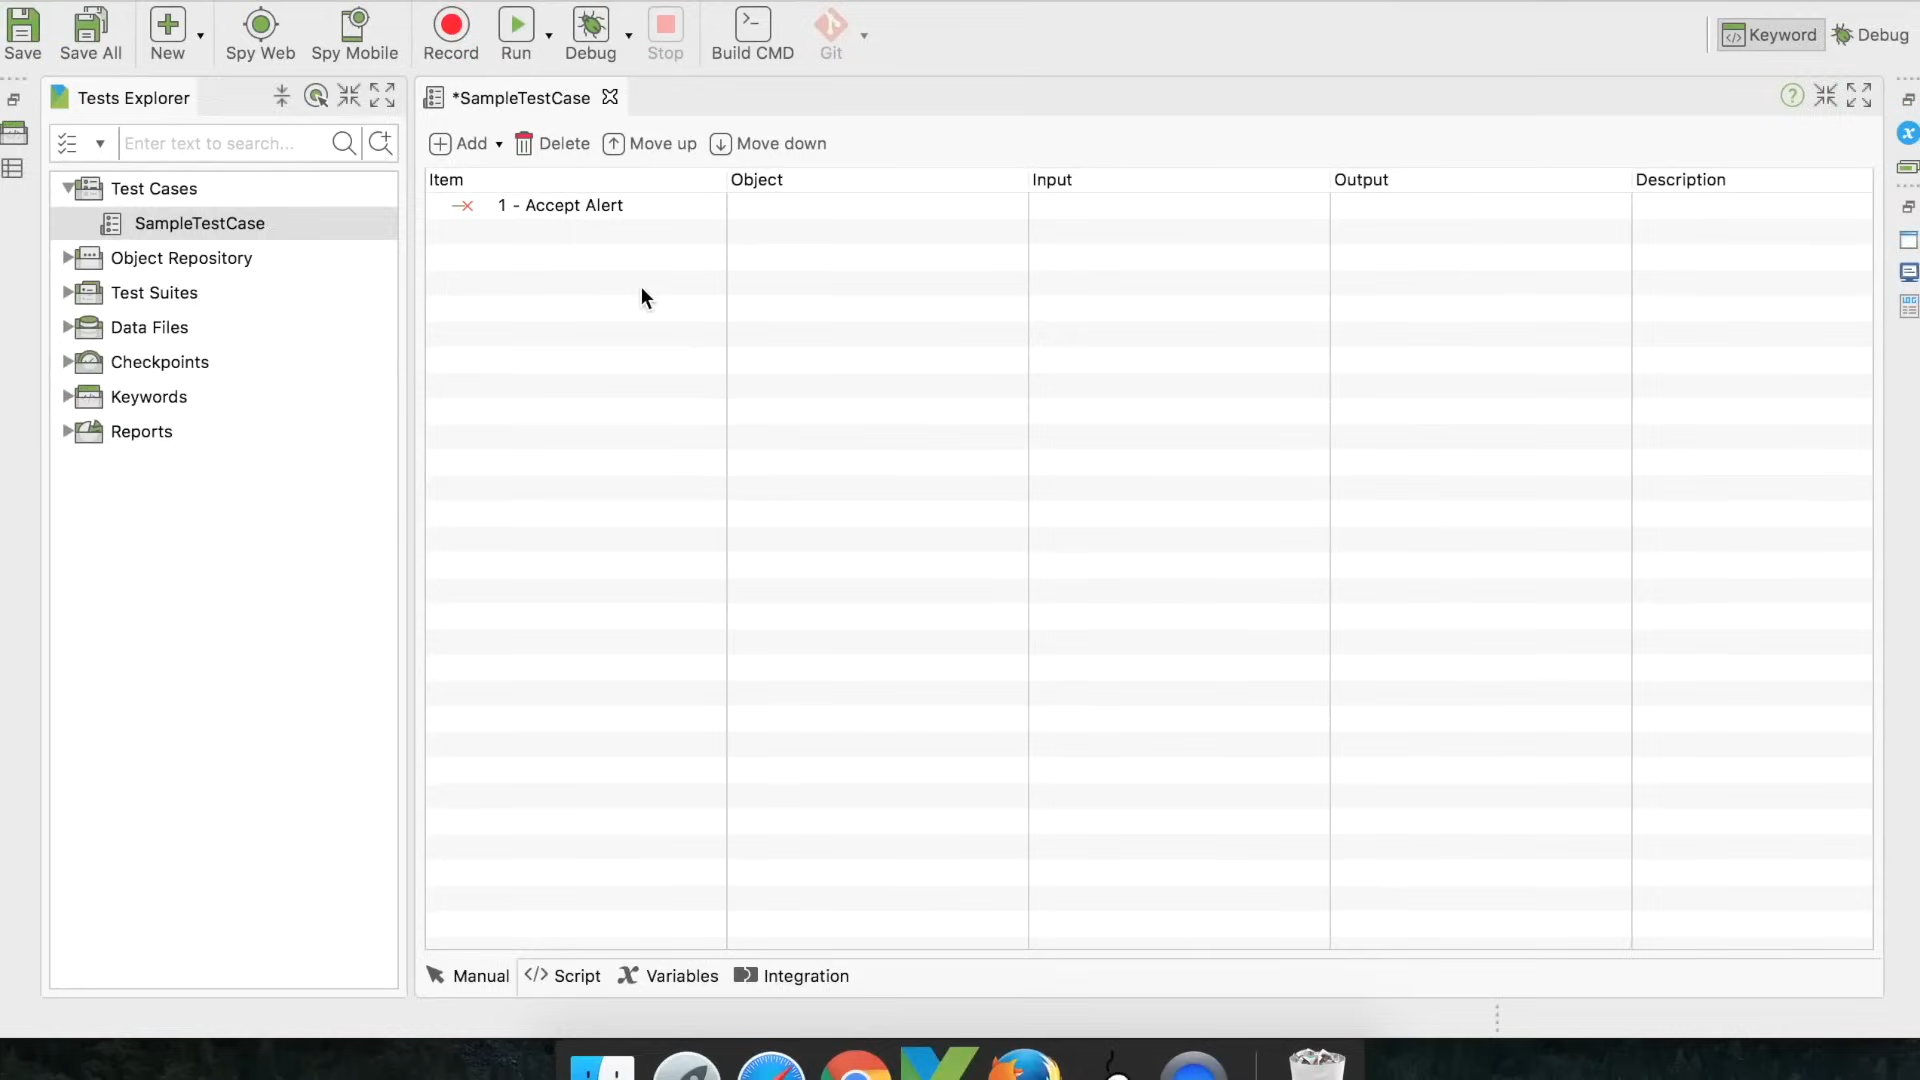 Save Save All New Spy Web Spy Mobile Record Run Debug Stop Build CMD Git Keyword Debug
Tests Explorer
*SampleTestCase
Enter text to search...
Add Delete Move up Move down
Item Object Input Output Description
1 - Accept Alert
Test Cases
SampleTestCase
Object Repository
Test Suites
Data Files
Checkpoints
Keywords
Reports
Manual Script Variables Integration